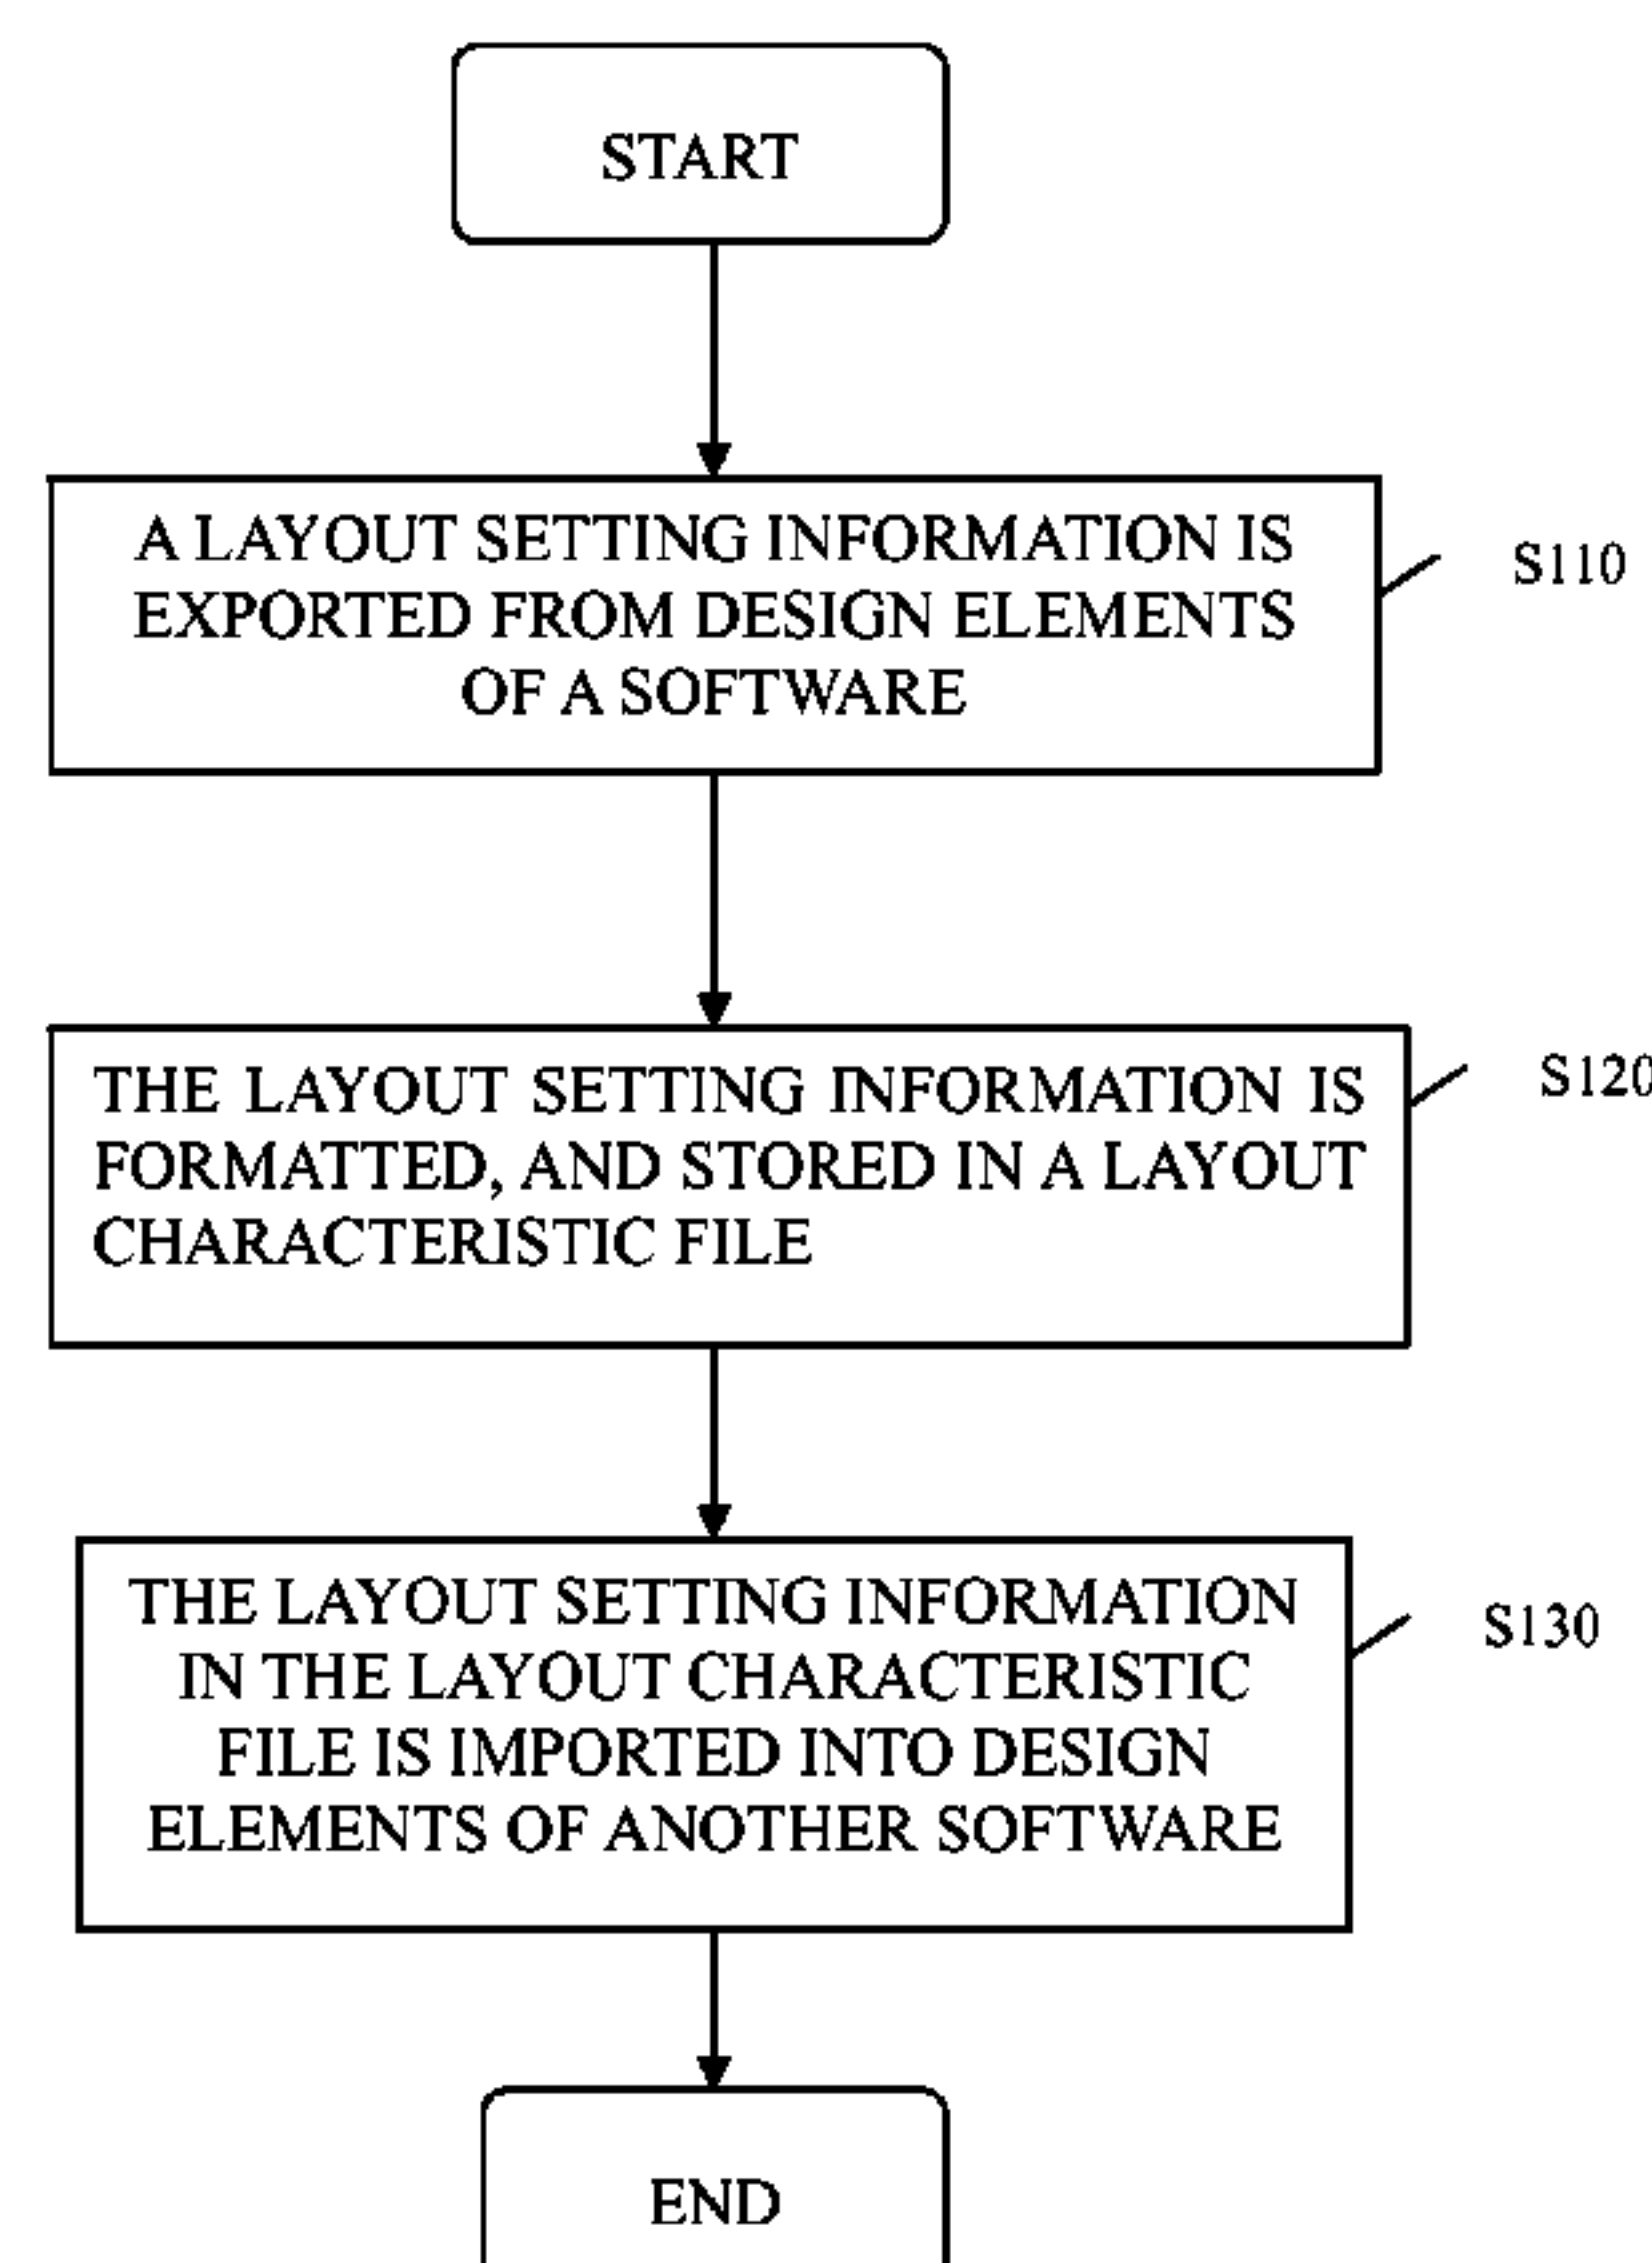 START
A LAYOUT SETTING INFORMATION IS
EXPORTED FROM DESIGN ELEMENTS
OF A SOFTWARE
S110
THE LAYOUT SETTING INFORMATION IS
FORMATTED, AND STORED IN A LAYOUT
CHARACTERISTIC FILE
S120
THE LAYOUT SETTING INFORMATION
IN THE LAYOUT CHARACTERISTIC
FILE IS IMPORTED INTO DESIGN
ELEMENTS OF ANOTHER SOFTWARE
S130
END